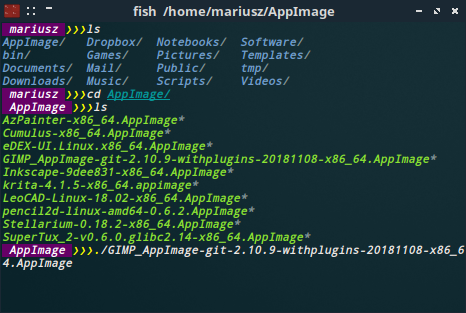 fish /home/mariusz/AppImage
mariusz ❯❯❯ls
AppImage/ Dropbox/ Notebooks/ Software/
bin/ Games/ Pictures/ Templates/
Documents/ Mail/ Public/ tmp/
Downloads/ Music/ Scripts/ Videos/
mariusz ❯❯❯cd AppImage/
AppImage ❯❯❯ls
AzPainter-x86_64.AppImage*
Cumulus-x86_64.AppImage*
eDEX-UI.Linux.x86_64.AppImage*
GIMP_AppImage-git-2.10.9-withplugins-20181108-x86_64.AppImage*
Inkscape-9dee831-x86_64.AppImage*
krita-4.1.5-x86_64.appimage*
LeoCAD-Linux-18.02-x86_64.AppImage*
pencil2d-linux-amd64-0.6.2.AppImage*
Stellarium-0.18.2-x86_64.AppImage*
SuperTux_2-v0.6.0.glibc2.14-x86_64.AppImage*
AppImage ❯❯❯./GIMP_AppImage-git-2.10.9-withplugins-20181108-x86_6
4.AppImage